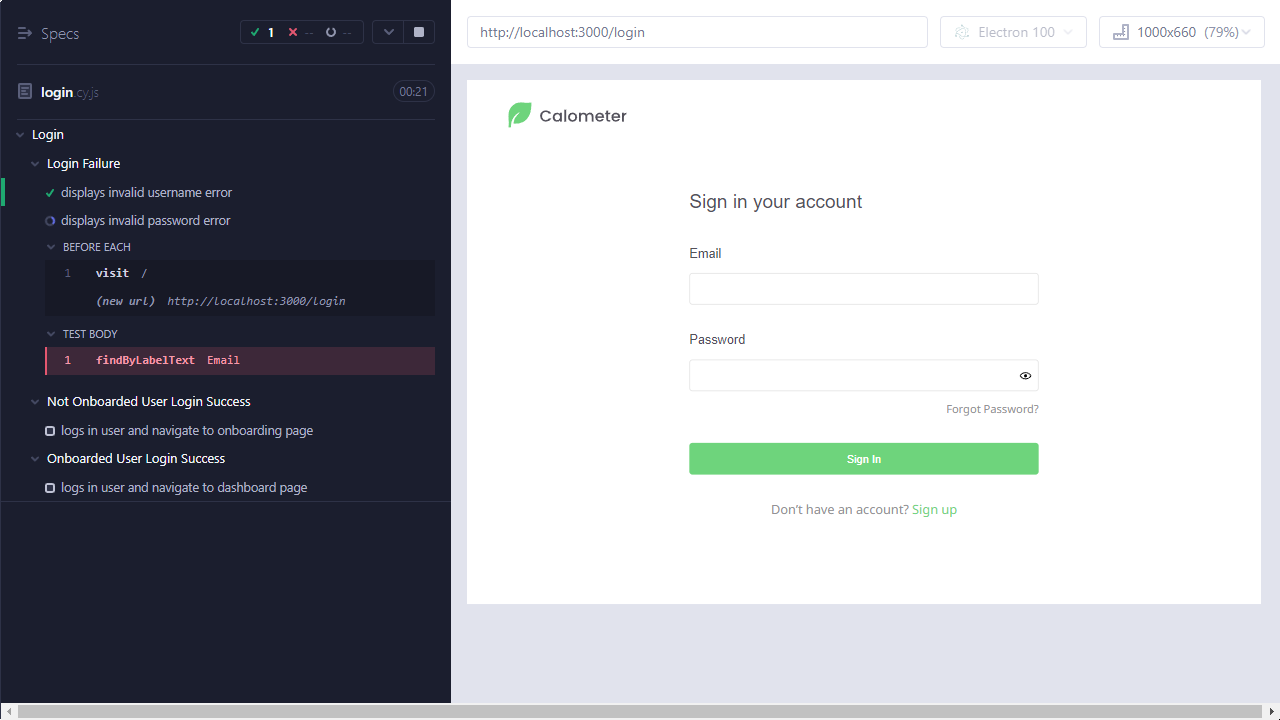 Specs
1 -- --
login.cy.js 00:21
Login
Login Failure
displays invalid username error
displays invalid password error
BEFORE EACH
1 visit /
(new url) http://localhost:3000/login
TEST BODY
1 findByLabelText Email
Not Onboarded User Login Success
logs in user and navigate to onboarding page
Onboarded User Login Success
logs in user and navigate to dashboard page
http://localhost:3000/login
Electron 100
1000x660 (79%)
Calometer
Sign in your account
Email
Password
Forgot Password?
Sign In
Don't have an account? Sign up